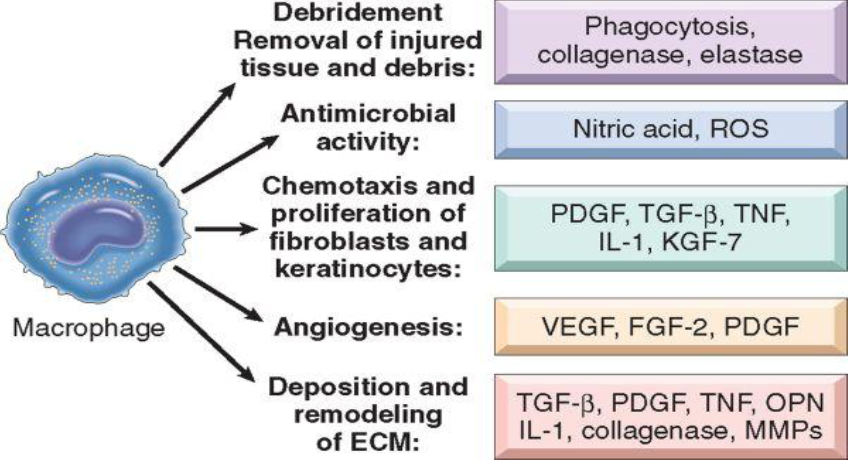 Debridement
Removal of injured
tissue and debris:
Phagocytosis,
collagenase, elastase
Antimicrobial
activity:
Nitric acid, ROS
Chemotaxis and
proliferation of
fibroblasts and
keratinocytes:
PDGF, TGF-β, TNF,
IL-1, KGF-7
Macrophage
Angiogenesis:
VEGF, FGF-2, PDGF
Deposition and
remodeling
of ECM:
TGF-β, PDGF, TNF, OPN
IL-1, collagenase, MMPs